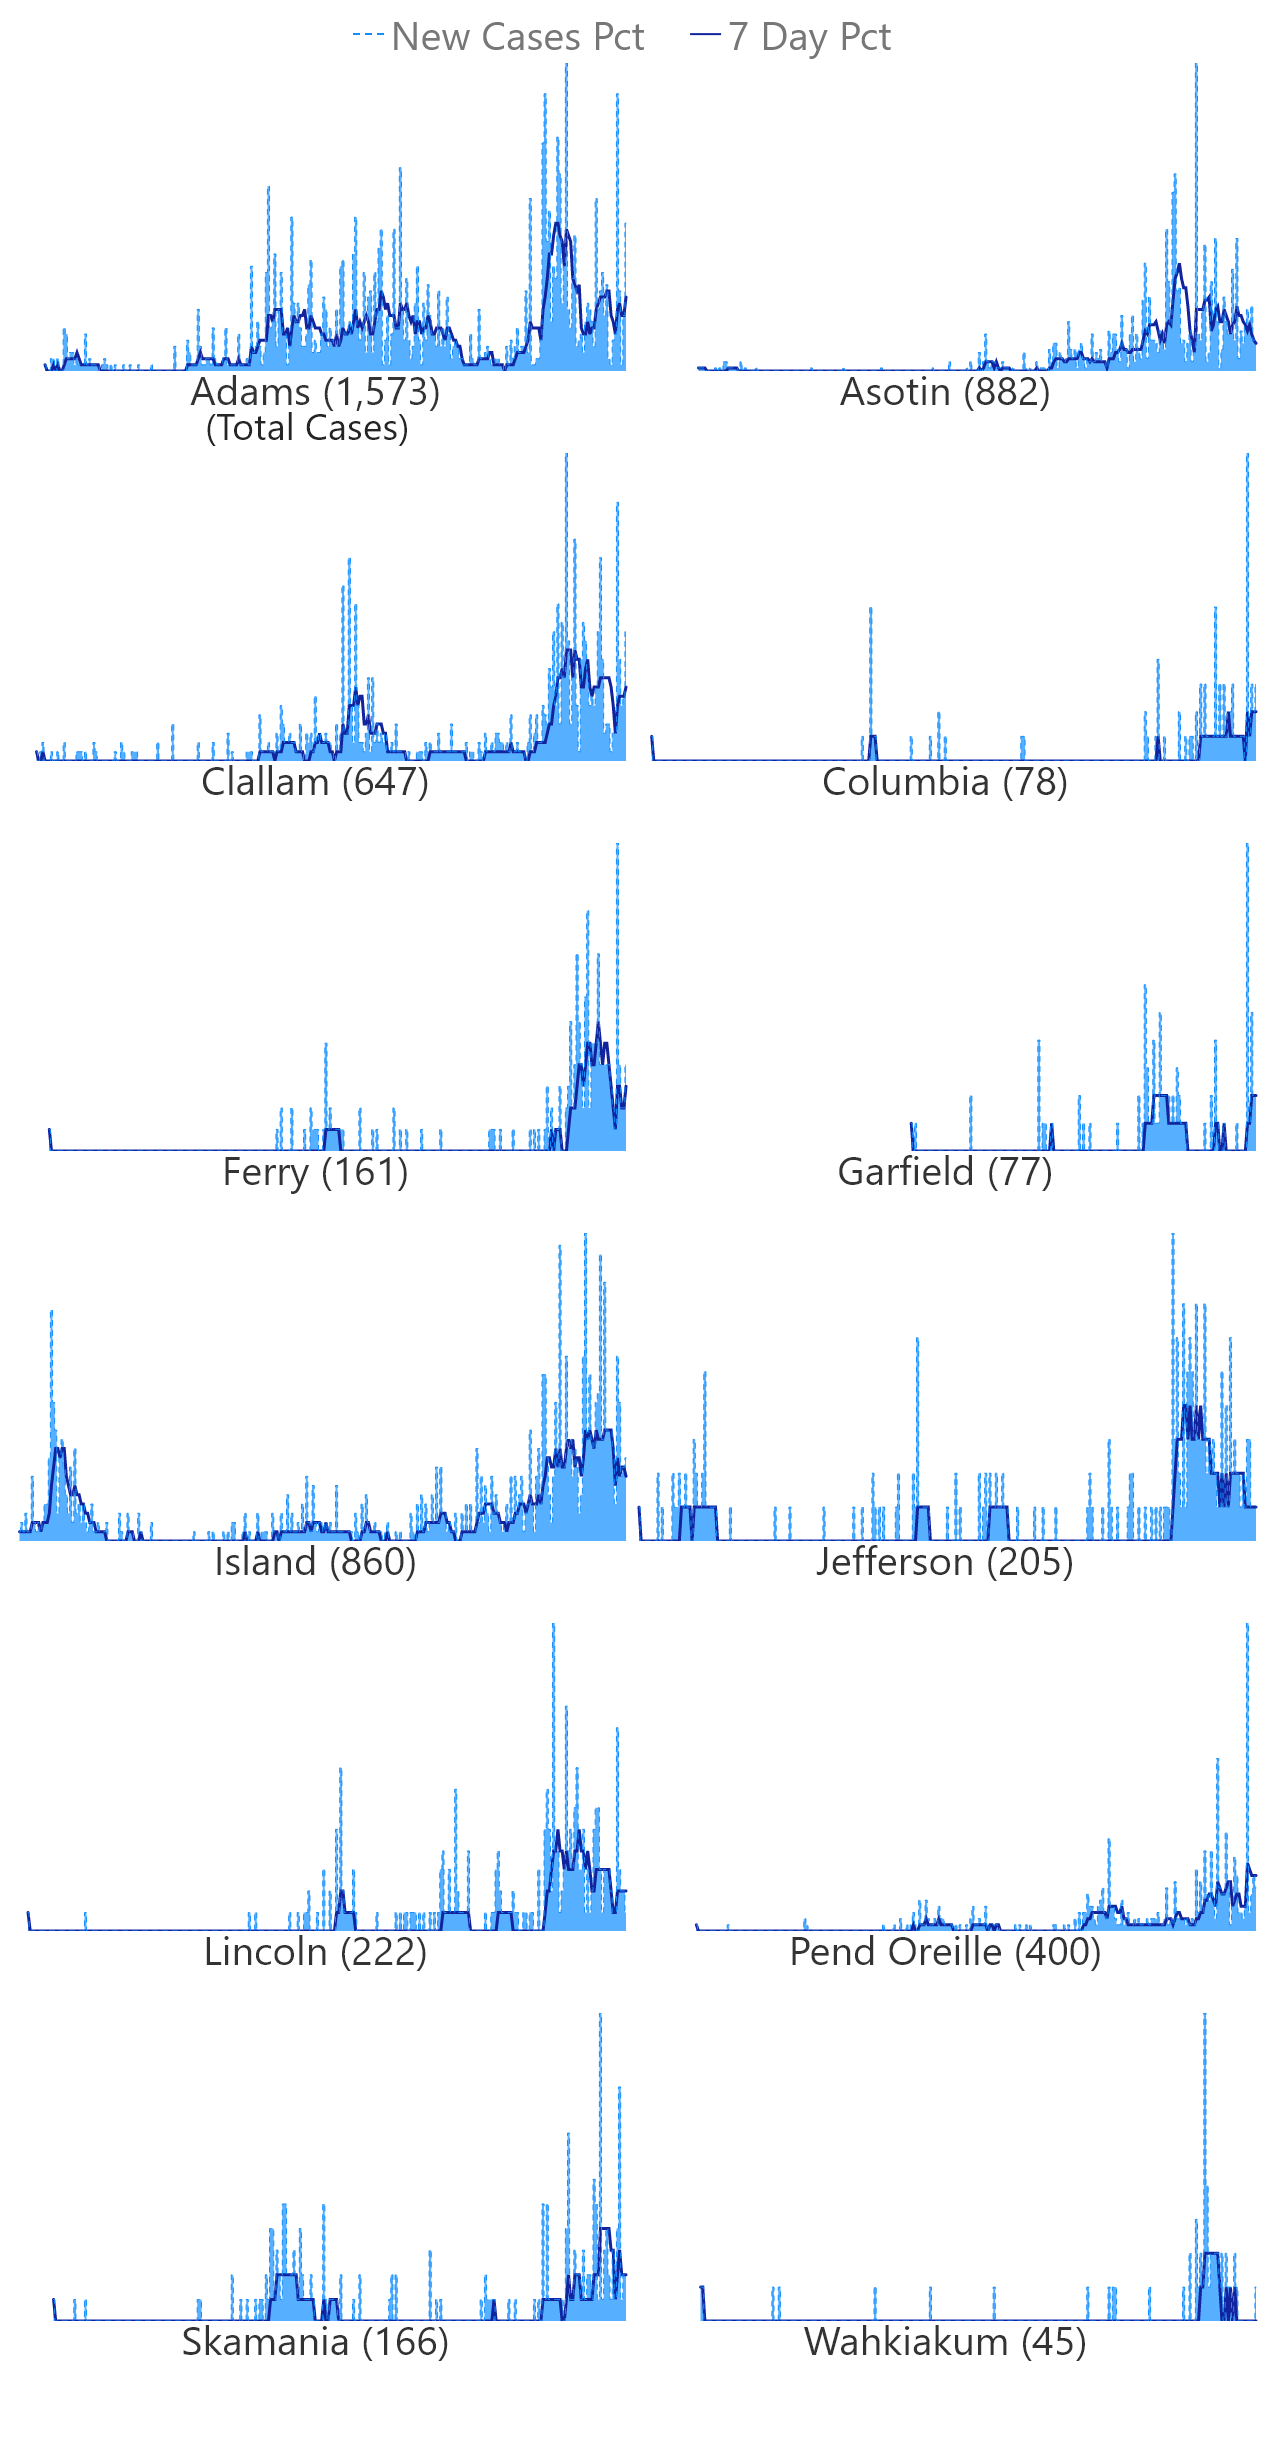 New Cases Pct 7 Day Pct
Adams (1,573) Asotin (882)
(Total Cases)
Clallam (647) Columbia (78)
Ferry (161) Garfield (77)
Island (860) Jefferson (205)
Lincoln (222) Pend Oreille (400)
Skamania (166) Wahkiakum (45)